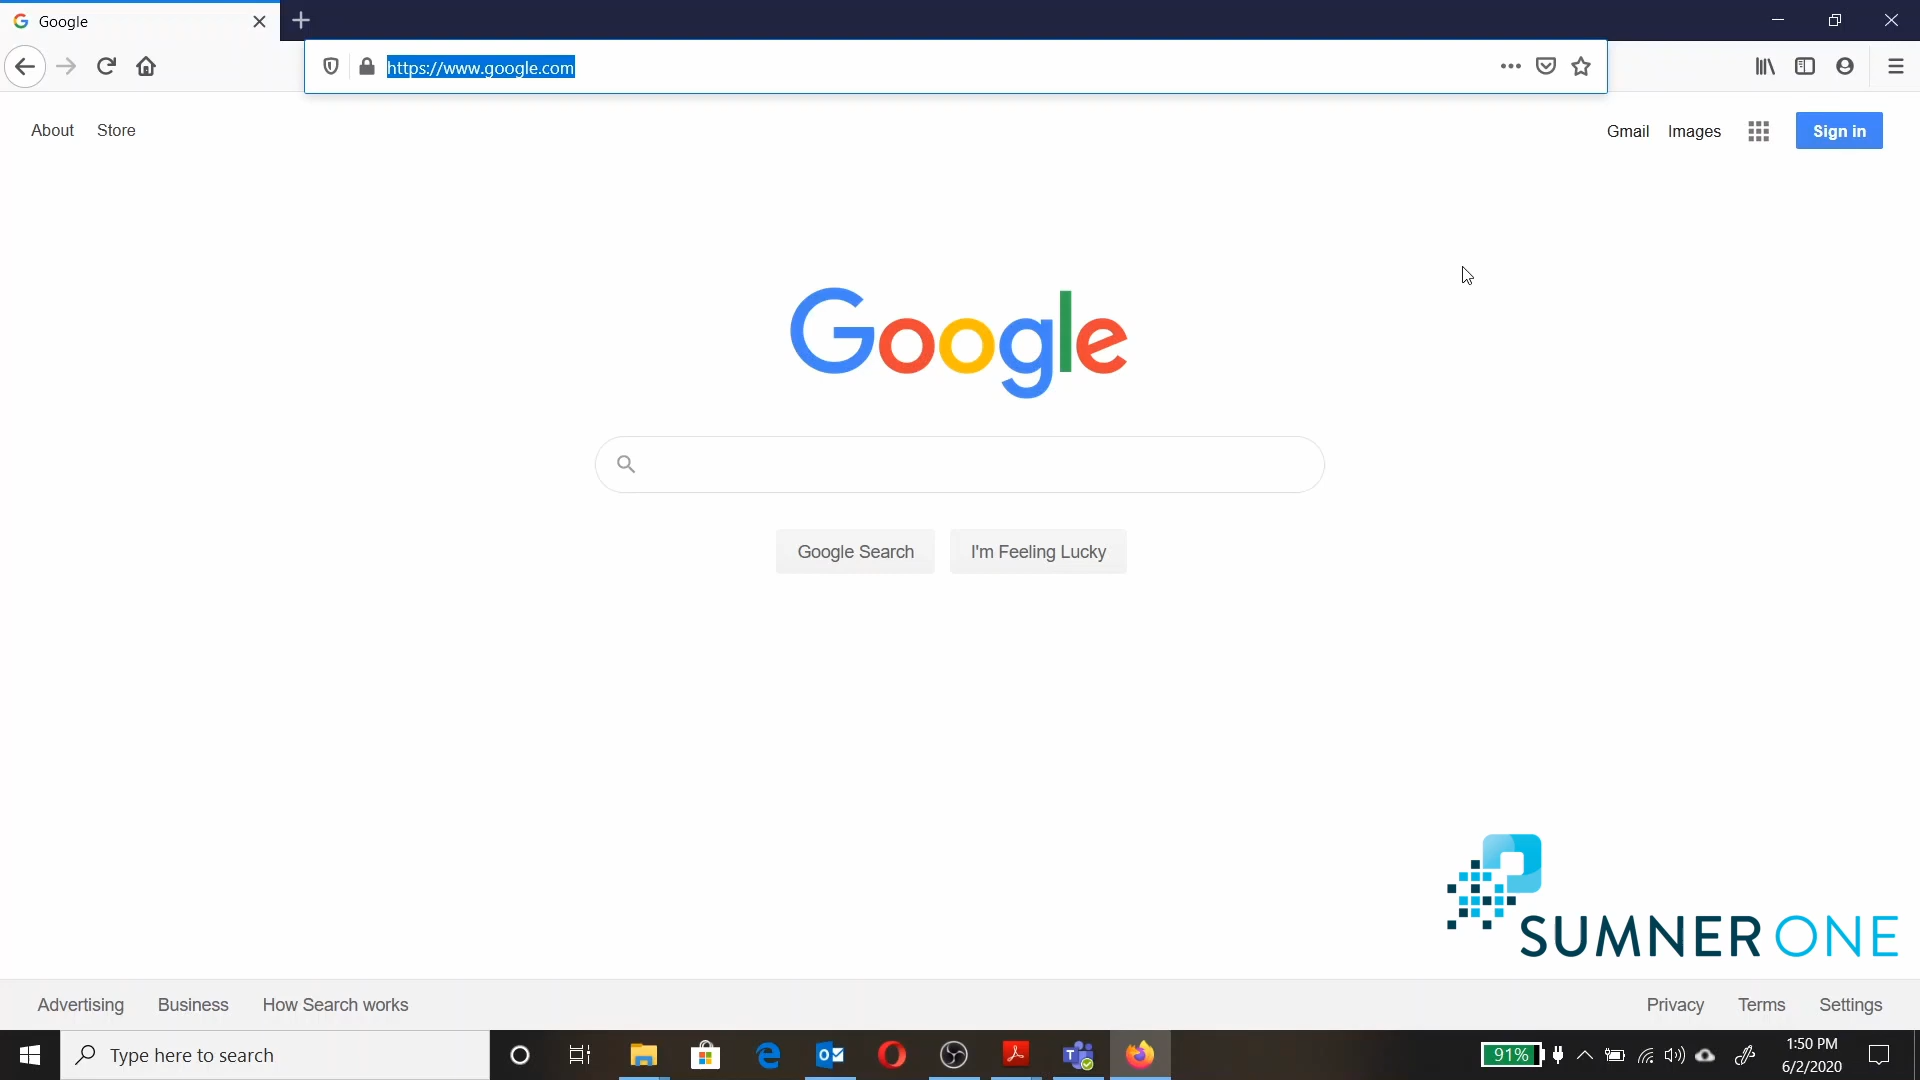 Google
https://www.google.com
About
Store
Gmail
Images
Sign in
Google
Google Search
I'm Feeling Lucky
SUMNER ONE
Advertising
Business
How Search works
Privacy
Terms
Settings
Type here to search
91%
1:50 PM
6/2/2020